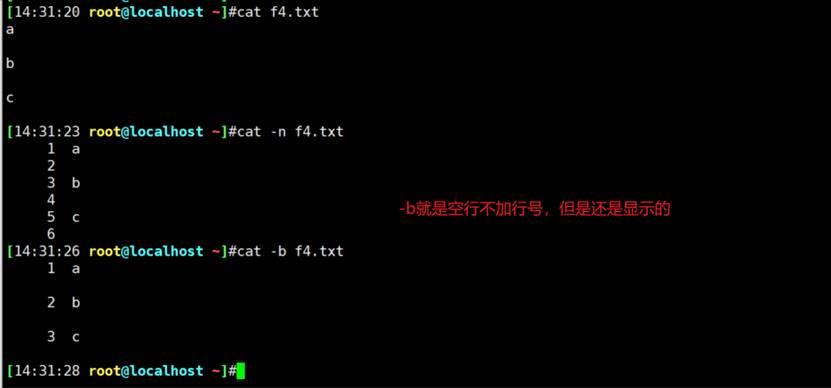 [14:31:20 root@localhost ~]#cat f4.txt
a
b
c
[14:31:23 root@localhost ~]#cat -n f4.txt
1 a
2
3 b
4
-b就是空行不加行号，但是还是显示的
5 c
6
[14:31:26 root@localhost ~]#cat -b f4.txt
1 a
2 b
3 c
[14:31:28 root@localhost ~]#